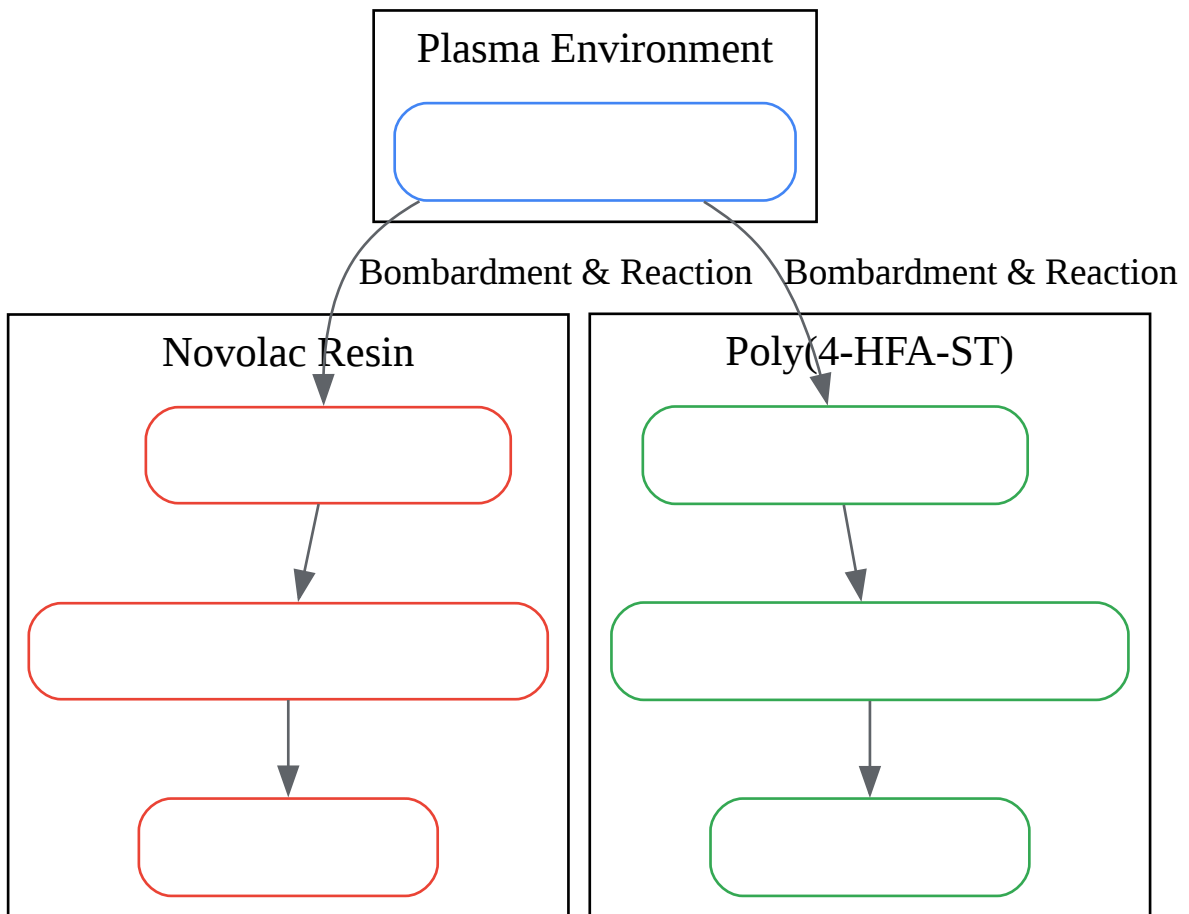 Plasma Environment
Bombardment & Reaction
Bombardment & Reaction
Novolac Resin
Poly(4-HFA-ST)